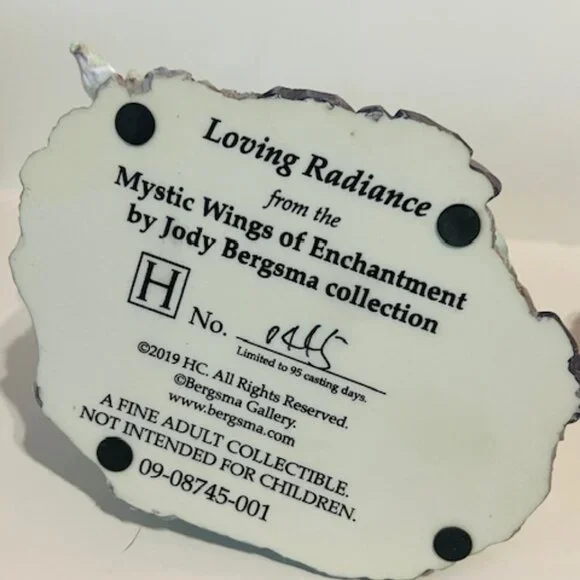 Loving Radiance
from the
Mystic Wings of Enchantment
by Jody Bergsma collection
H No.
Limited to 95 casting days.
©2019 HC. All Rights Reserved.
©Bergsma Gallery.
www.bergsma.com
A FINE ADULT COLLECTIBLE.
NOT INTENDED FOR CHILDREN.
09-08745-001